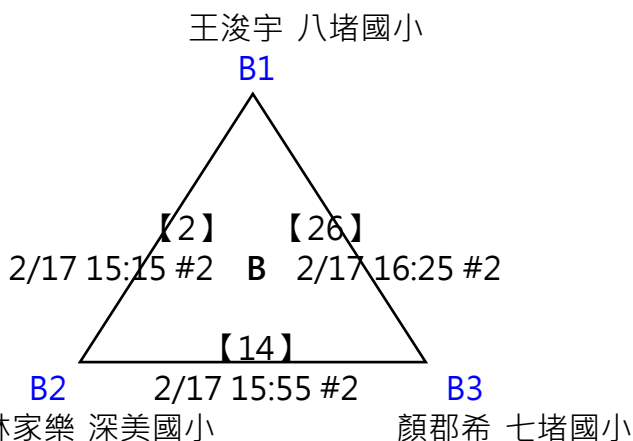 王浚宇 八堵國小
B1
【2】 【26】
2/17 15:15 #2 B 2/17 16:25 #2
【14】
B2 2/17 15:55 #2 B3
林家樂 深美國小 顏郡希 七堵國小